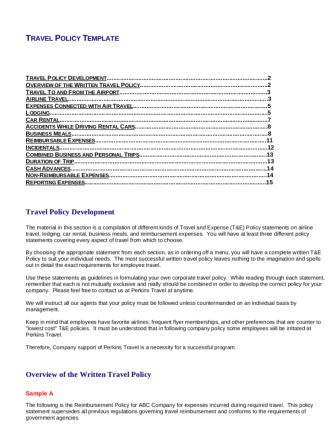 TRAVEL POLICY TEMPLATE
TRAVEL POLICY DEVELOPMENT...2
OVERVIEW OF THE WRITTEN TRAVEL POLICY...2
TRAVEL TO AND FROM THE AIRPORT...3
AIRLINE TRAVEL...3
EXPENSES CONNECTED WITH AIR TRAVEL...5
LODGING...5
CAR RENTAL...7
ACCIDENTS WHILE DRIVING RENTAL CARS...8
BUSINESS MEALS...8
REIMBURSABLE EXPENSES...11
INCIDENTALS...12
COMBINED BUSINESS AND PERSONAL TRIPS...13
DURATION OF TRIP...13
CASH ADVANCES...14
NON-REIMBURSABLE EXPENSES...14
REPORTING EXPENSES...15
Travel Policy Development
The material in this section is a compilation of different kinds of Travel and Expense (T&E) Policy statements on airline
travel, lodging, car rental, business meals, and reimbursement expenses. You will have at least three different policy
statements covering every aspect of travel from which to choose.
By choosing the appropriate statement from each section, as in ordering off a menu, you will have a complete written T&E
Policy to suit your individual needs. The most successful written travel policy leaves nothing to the imagination and spells
out in detail the exact requirements for employee travel.
Use these statements as guidelines in formulating your own corporate travel policy. While reading through each statement,
remember that each is not mutually exclusive and really should be combined in order to develop the correct policy for your
company. Please feel free to contact us at Perkins Travel at anytime.
We will instruct all our agents that your policy must be followed unless countermanded on an individual basis by
management.
Keep in mind that employees have favorite airlines, frequent flyer memberships, and other preferences that are counter to
"lowest cost" T&E policies. It must be understood that in following company policy some employees will be irritated at
Perkins Travel.
Therefore, Company support of Perkins Travel is a necessity for a successful program.
Overview of the Written Travel Policy
Sample A
The following is the Reimbursement Policy for ABC Company for expenses incurred during required travel. This policy
statement supersedes all previous regulations governing travel reimbursement and conforms to the requirements of
government agencies.